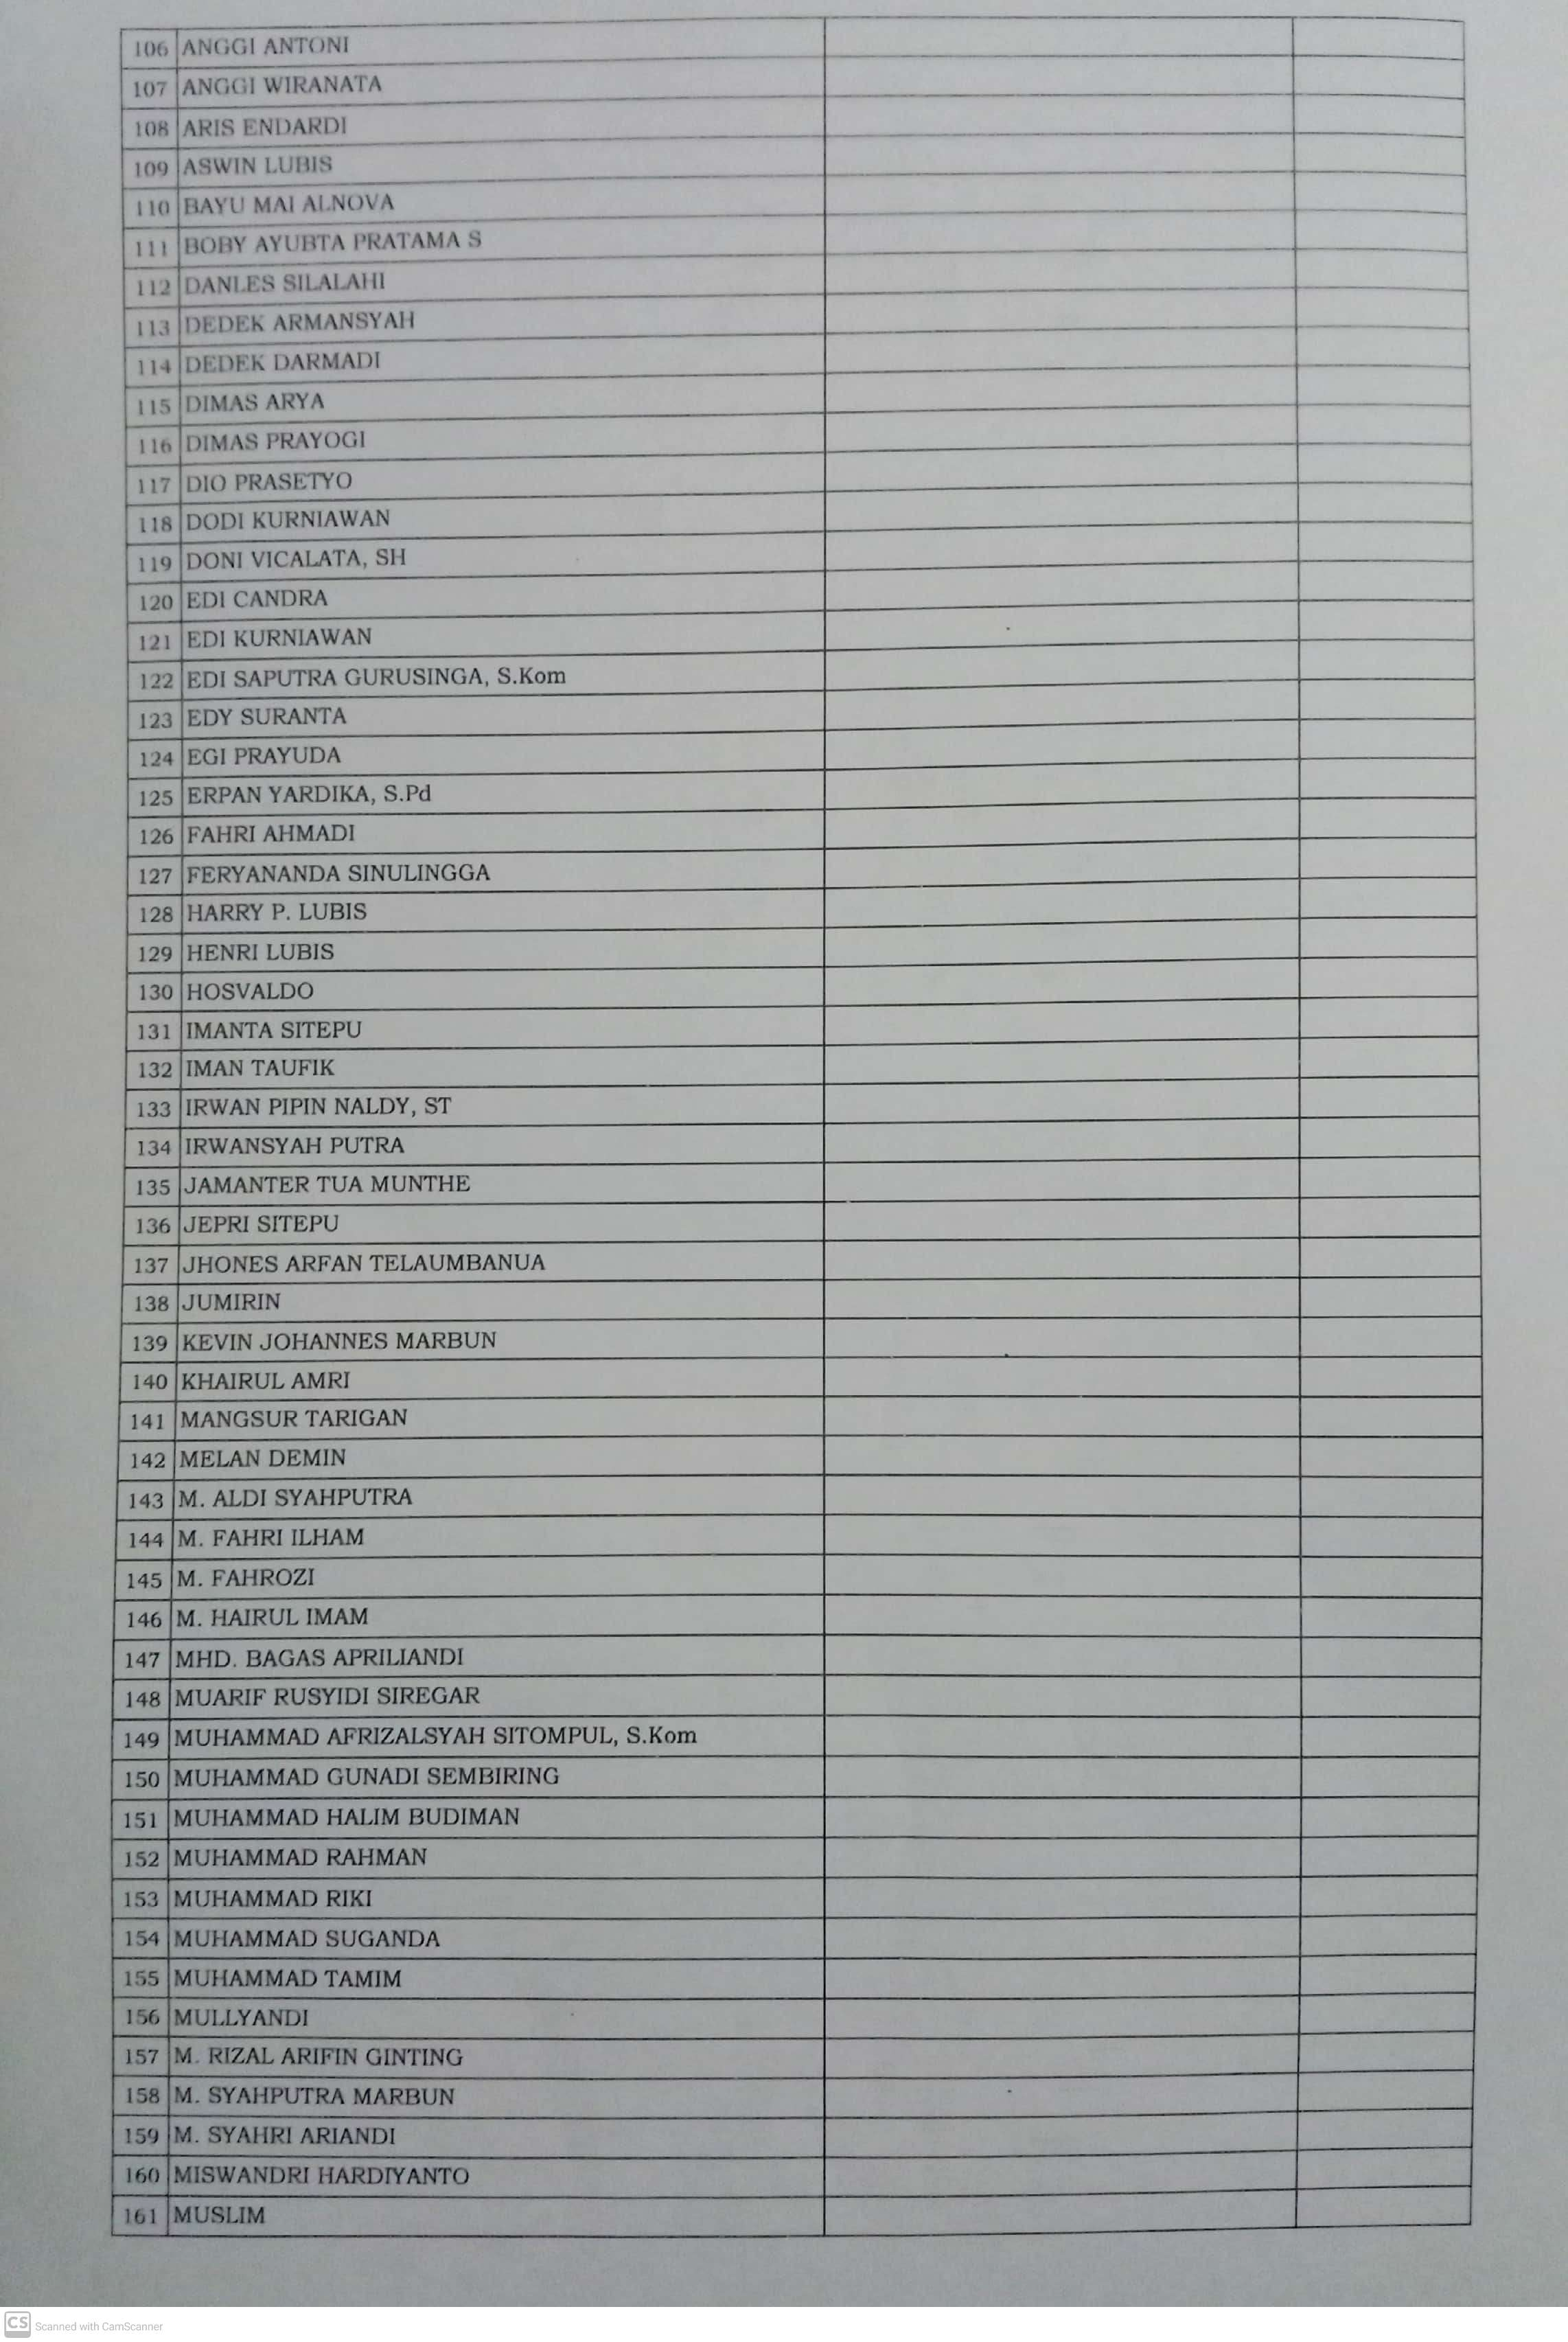 106 ANGGI ANTONI
107 ANGGI WIRANATA
108 ARIS ENDARDI
109 ASWIN LUBIS
110 BAYU MAI ALNOVA
111 BOBY AYUBTA PRATAMA S
112 DANLES SILALAHI
113 DEDEK ARMANSYAH
114 DEDEK DARMADI
115 DIMAS ARYA
116 DIMAS PRAYOGI
117 DIO PRASETYO
118 DODI KURNIAWAN
119 DONI VICALATA, SH
120 EDI CANDRA
121 EDI KURNIAWAN
122 EDI SAPUTRA GURUSINGA, S.Kom
123 EDY SURANTA
124 EGI PRAYUDA
125 ERPAN YARDIKA, S.Pd
126 FAHRI AHMADI
127 FERYANANDA SINULINGGA
128 HARRY P. LUBIS
129 HENRI LUBIS
130 HOSVALDO
131 IMANTA SITEPU
132 IMAN TAUFIK
133 IRWAN PIPIN NALDY, ST
134 IRWANSYAH PUTRA
135 JAMANTER TUA MUNTHE
136 JEPRI SITEPU
137 JHONES ARFAN TELAUMBANUA
138 JUMIRIN
139 KEVIN JOHANNES MARBUN
140 KHAIRUL AMRI
141 MANGSUR TARIGAN
142 MELAN DEMIN
143 M. ALDI SYAHPUTRA
144 M. FAHRI ILHAM
145 M. FAHROZI
146 M. HAIRUL IMAM
147 MHD. BAGAS APRILIANDI
148 MUARIF RUSYIDI SIREGAR
149 MUHAMMAD AFRIZALSYAH SITOMPUL, S.Kom
150 MUHAMMAD GUNADI SEMBIRING
151 MUHAMMAD HALIM BUDIMAN
152 MUHAMMAD RAHMAN
153 MUHAMMAD RIKI
154 MUHAMMAD SUGANDA
155 MUHAMMAD TAMIM
156 MULLYANDI
157 M. RIZAL ARIFIN GINTING
158 M. SYAHPUTRA MARBUN
159 M. SYAHRI ARIANDI
160 MISWANDRI HARDIYANTO
161 MUSLIM
CS Scanned with CamScanner